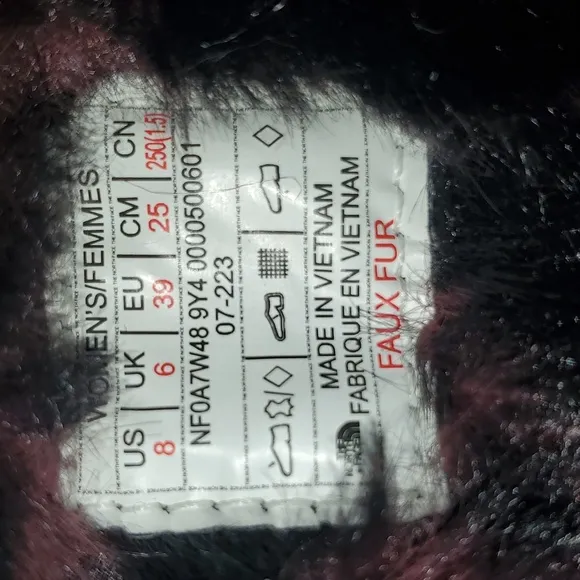 WOMEN'S/FEMMES
US | UK | EU | CM | CN
8 6 39 25 250(1.5)
NF0A7W48 9Y4 0000500601
07-223
MADE IN VIETNAM
FABRIQUE EN VIETNAM
FAUX FUR